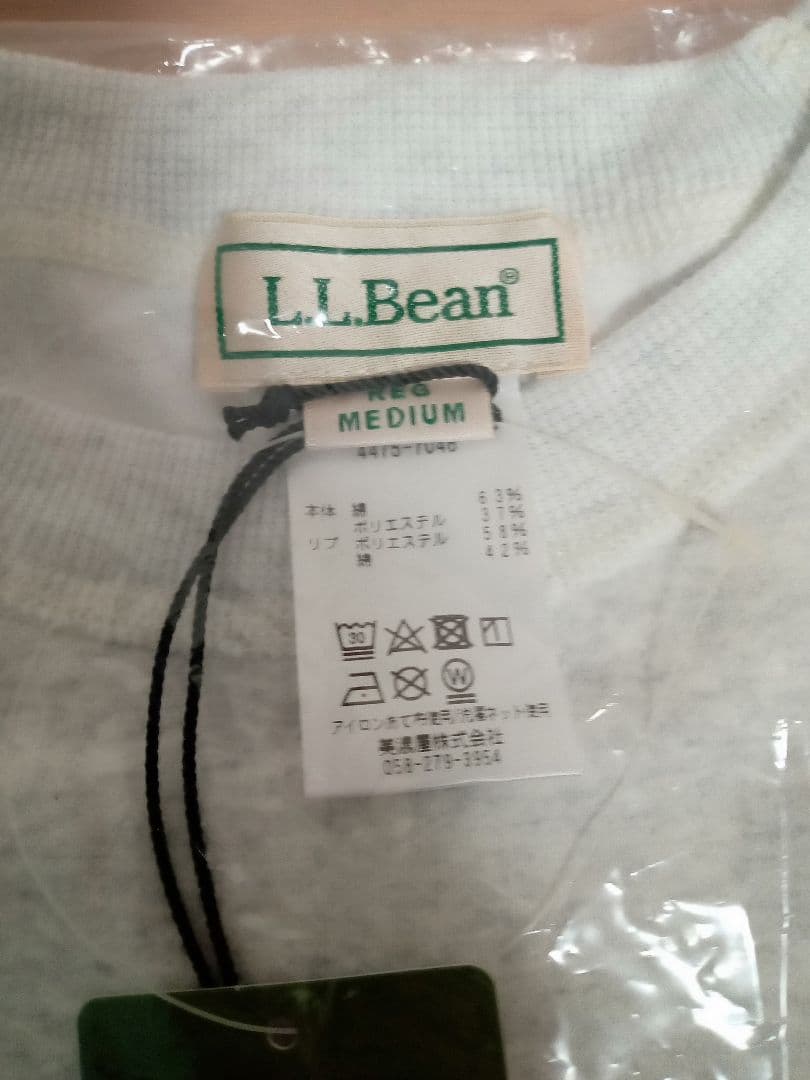 L.L.Bean®
REG
MEDIUM
4475-7048
本体 綿 63%
ポリエステル 37%
リブ ポリエステル 58%
綿 42%
30
W
アイロンあて布使用/洗濯ネット使用
美濃屋株式会社
058-279-3954